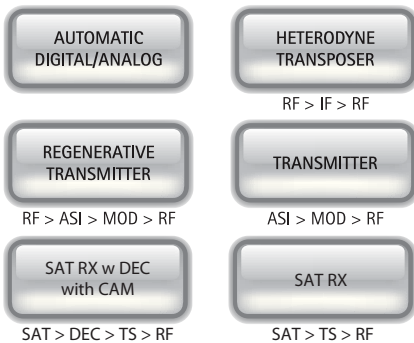 AUTOMATIC
DIGITAL/ANALOG
HETERODYNE
TRANSPOSER
RF > IF > RF
REGENERATIVE
TRANSMITTER
RF > ASI > MOD > RF
TRANSMITTER
ASI > MOD > RF
SAT RX w DEC
with CAM
SAT > DEC > TS > RF
SAT RX
SAT > TS > RF